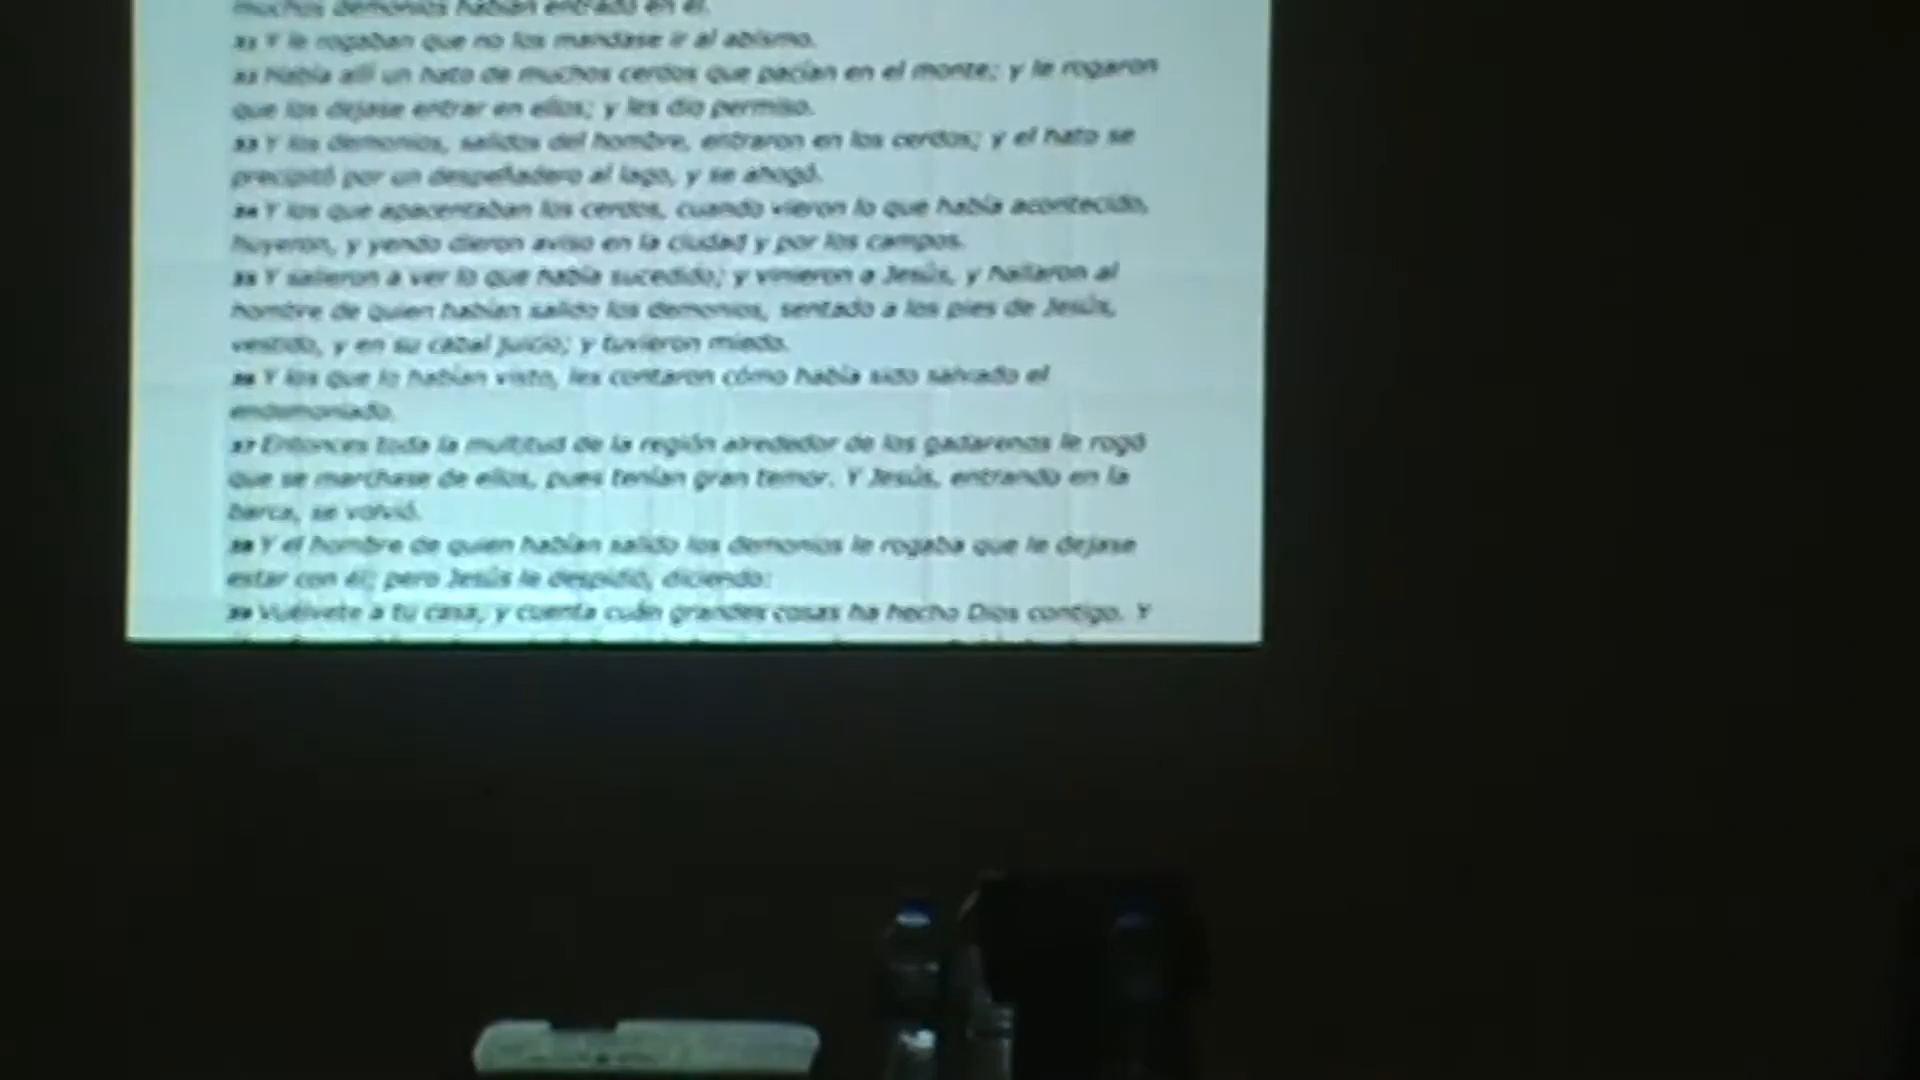 muchos demonios habían entrado en él.
31 Y le rogaban que no los mandase ir al abismo.
32 Había allí un hato de muchos cerdos que pacían en el monte; y le rogaron
que los dejase entrar en ellos; y les dio permiso.
33 Y los demonios, salidos del hombre, entraron en los cerdos; y el hato se
precipitó por un despeñadero al lago, y se ahogó.
34 Y los que apacentaban los cerdos, cuando vieron lo que había acontecido,
huyeron, y yendo dieron aviso en la ciudad y por los campos.
35 Y salieron a ver lo que había sucedido; y vinieron a Jesús, y hallaron al
hombre de quien habían salido los demonios, sentado a los pies de Jesús,
vestido, y en su cabal juicio; y tuvieron miedo.
36 Y los que lo habían visto, les contaron cómo había sido salvado el
endemoniado.
37 Entonces toda la multitud de la región alrededor de los gadarenos le rogó
que se marchase de ellos, pues tenían gran temor. Y Jesús, entrando en la
barca, se volvió.
38 Y el hombre de quien habían salido los demonios le rogaba que le dejase
estar con él; pero Jesús le despidió, diciendo:
39 Vuélvete a tu casa, y cuenta cuán grandes cosas ha hecho Dios contigo. Y